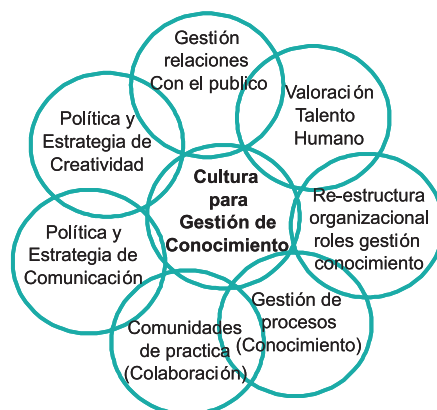 Gestión
relaciones
Con el publico
Valoración
Talento
Humano
Política y
Estrategia de
Creatividad
Cultura
para
Gestión de
Conocimiento
Re-estructura
organizacional
roles gestión
conocimiento
Política y
Estrategia de
Comunicación
Gestión de
procesos
(Conocimiento)
Comunidades
de practica
(Colaboración)